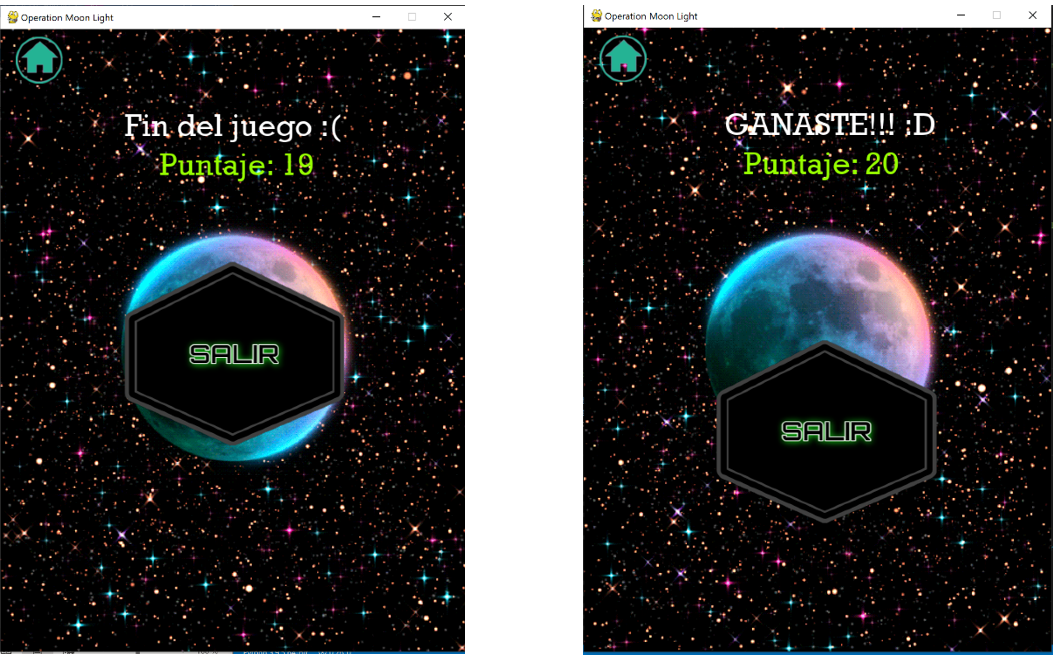 Operation Moon Light
Fin del juego :(
Puntaje: 19
SALIR
Operation Moon Light
GANASTE!!! :D
Puntaje: 20
SALIR